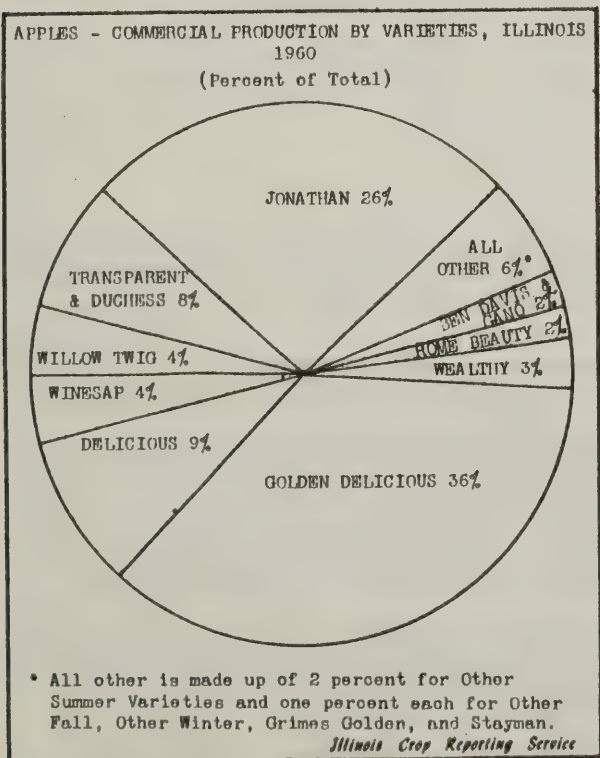 APPLES - COMMERCIAL PRODUCTION BY VARIETIES, ILLINOIS
1960
(Percent of Total)
JONATHAN 26%
ALL
OTHER 6%*
BEN DAVIS &
GANO 2%
ROME BEAUTY 2%
WEALTHY 3%
TRANSPARENT
& DUCHESS 8%
WILLOW TWIG 4%
WINESAP 4%
DELICIOUS 9%
GOLDEN DELICIOUS 36%
* All other is made up of 2 percent for Other
Summer Varieties and one percent each for Other
Fall, Other Winter, Grimes Golden, and Stayman.
Illinois Crop Reporting Service